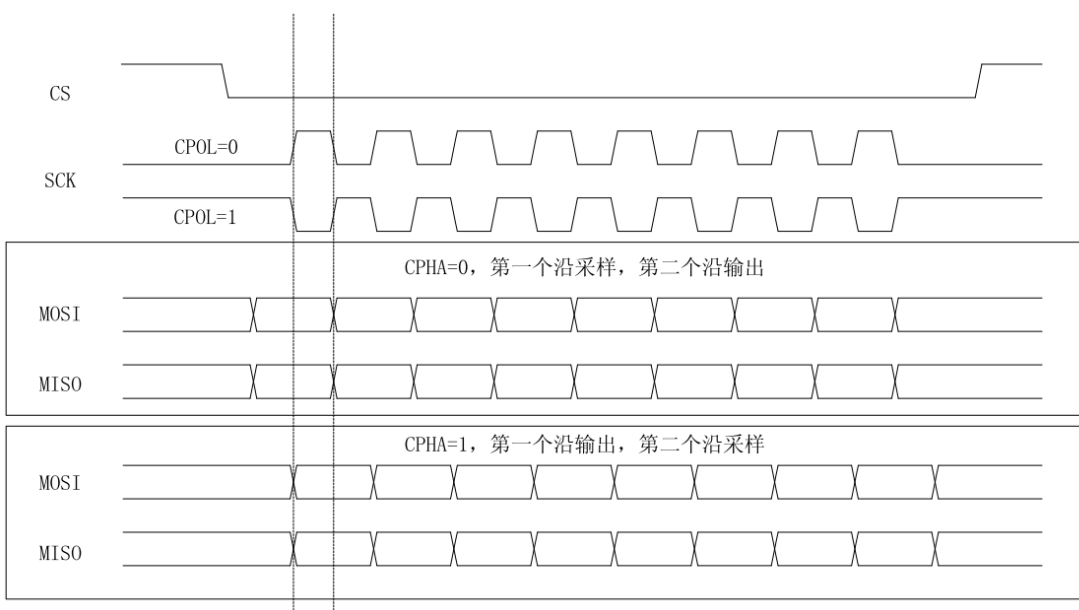 CS
CPOL=0
SCK
CPOL=1
CPHA=0，第一个沿采样，第二个沿输出
MOSI
MISO
CPHA=1，第一个沿输出，第二个沿采样
MOSI
MISO